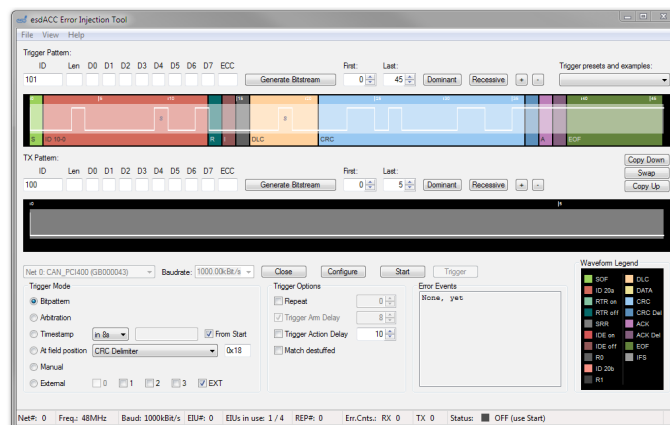 esdACC Error Injection Tool
File View Help
Trigger Pattern:
ID Len D0 D1 D2 D3 D4 D5 D6 D7 ECC First: Last: Trigger presets and examples:
101 Generate Bitstream 0 45 Dominant Recessive + -
S ID 10-0 R I DLC CRC A EOF
TX Pattern:
ID Len D0 D1 D2 D3 D4 D5 D6 D7 ECC First: Last:
100 Generate Bitstream 0 5 Dominant Recessive + -
Copy Down
Swap
Copy Up
Net 0: CAN_PCI400 (GB000043) Baudrate: 1000.00kBit/s Close Configure Start Trigger
Trigger Mode
Bitpattern
Arbitration
Timestamp in 8s From Start
At field position CRC Delimiter 0x18
Manual
External 0 1 2 3 EXT
Trigger Options
Repeat 0
Trigger Arm Delay 8
Trigger Action Delay 10
Match destuffed
Error Events
None, yet
Waveform Legend
SOF DLC
ID 20a DATA
RTR on CRC
RTR off CRC Del
SRR ACK
IDE on ACK Del
IDE off EOF
R0 IFS
ID 20b
R1
Net#: 0 Freq.: 48MHz Baud: 1000kBit/s EIU#: 0 EIUs in use: 1 / 4 REP#: 0 Err.Cnts.: RX 0 TX 0 Status: OFF (use Start)